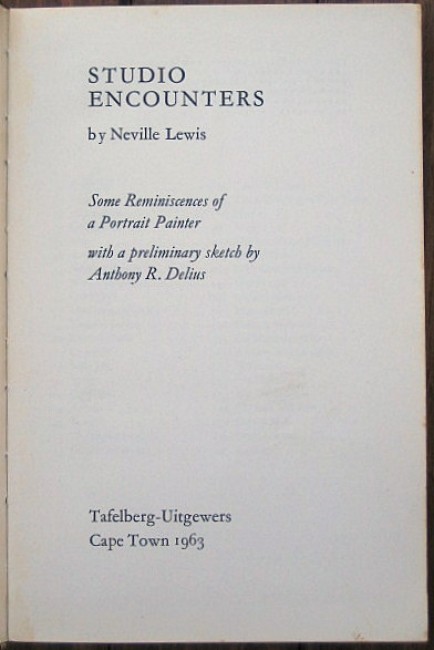 STUDIO
ENCOUNTERS
by Neville Lewis
Some Reminiscences of
a Portrait Painter
with a preliminary sketch by
Anthony R. Delius
Tafelberg-Uitgewers
Cape Town 1963